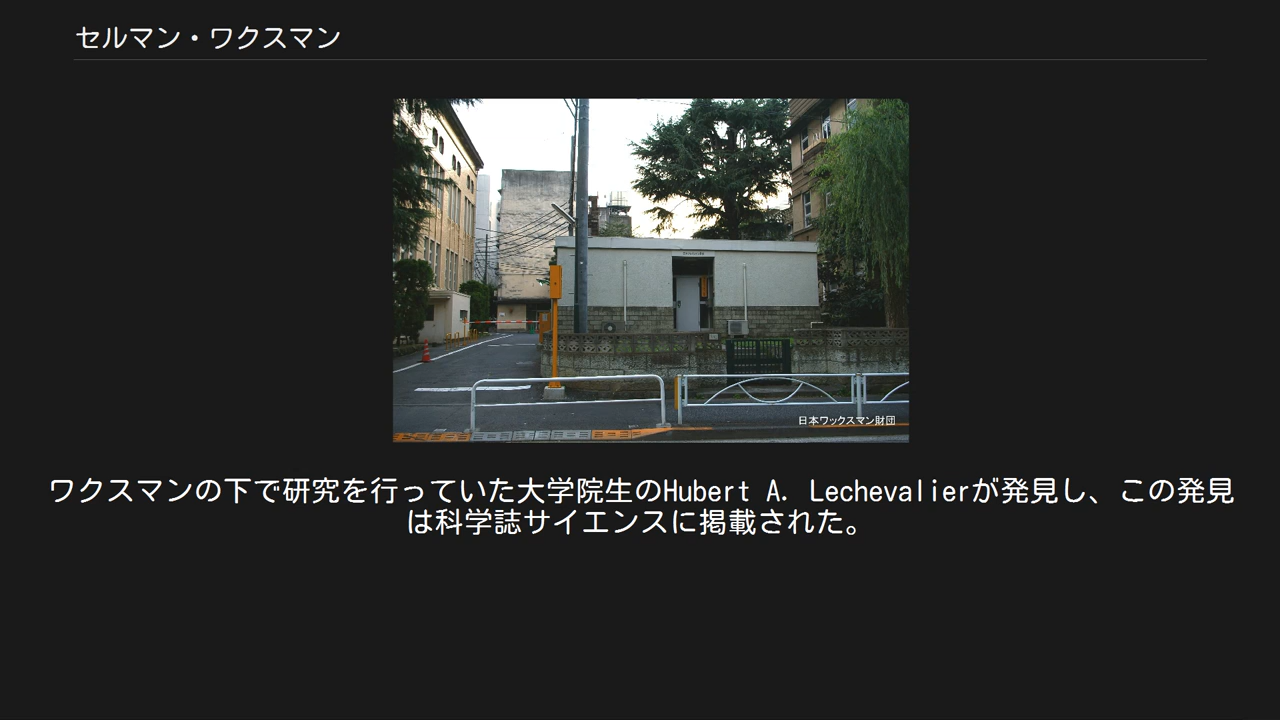 セルマン・ワクスマン
日本ワックスマン財団
ワクスマンの下で研究を行っていた大学院生のHubert A. Lechevalierが発見し、この発見
は科学誌サイエンスに掲載された。